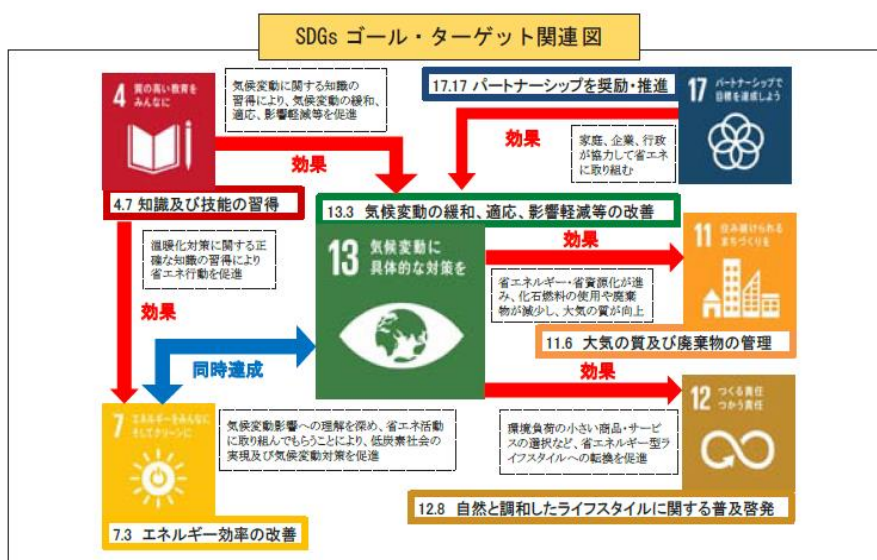 SDGs ゴール・ターゲット関連図
4 質の高い教育を
みんなに
気候変動に関する知識の
習得により、気候変動の緩和、
適応、影響軽減等を促進
効果
17.17 パートナーシップを奨励・推進
17 パートナーシップで
目標を達成しよう
効果
家庭、企業、行政
が協力して省エネ
に取り組む
4.7 知識及び技能の習得
13.3 気候変動の緩和、適応、影響軽減等の改善
温暖化対策に関する正
確な知識の習得により
省エネ行動を促進
効果
13 気候変動に
具体的な対策を
効果
11 住み続けられる
まちづくりを
省エネルギー・省資源化が進
み、化石燃料の使用や廃棄
物が減少し、大気の質が向上
11.6 大気の質及び廃棄物の管理
同時達成
効果
12 つくる責任
つかう責任
7 エネルギーをみんなに
そしてクリーンに
気候変動影響への理解を深め、省エネ活動
に取り組んでもらうことにより、低炭素社会の
実現及び気候変動対策を促進
環境負荷の小さい商品・サービ
スの選択など、省エネルギー型ラ
イフスタイルへの転換を促進
12.8 自然と調和したライフスタイルに関する普及啓発
7.3 エネルギー効率の改善